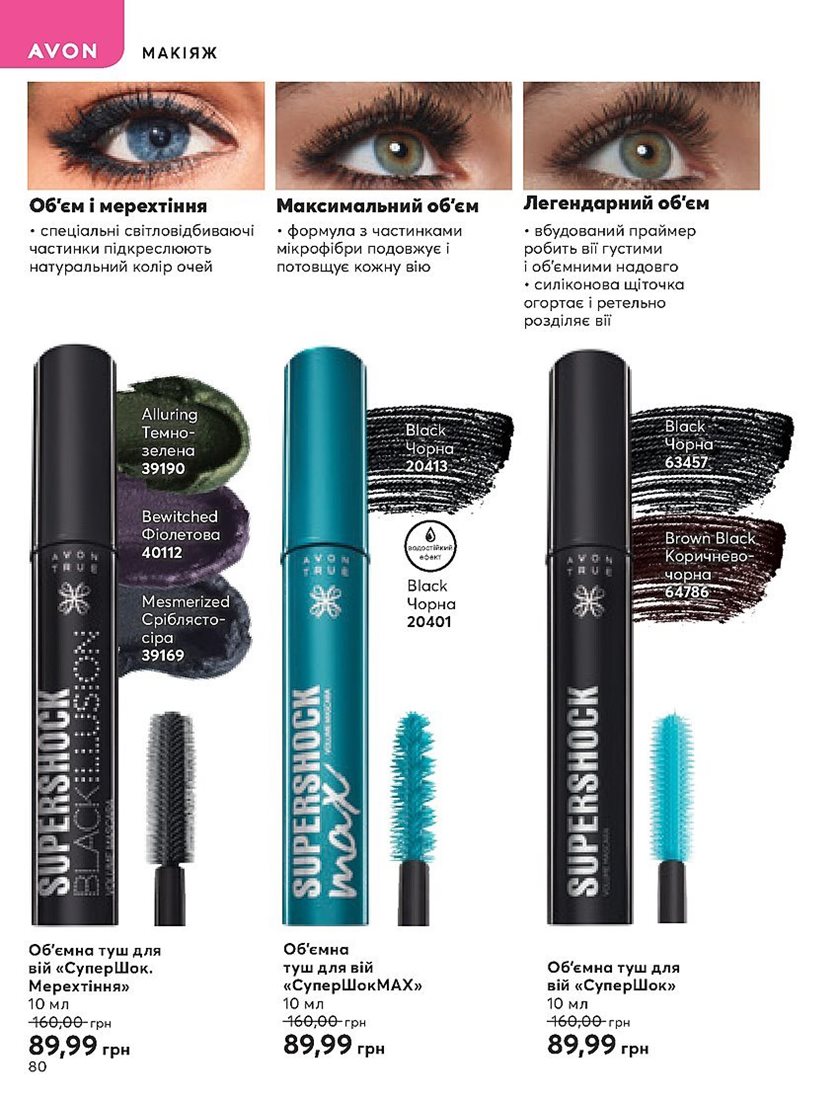 AVON
МАКІЯЖ
Об'єм і мерехтіння
• спеціальні світловідбиваючі
частинки підкреслюють
натуральний колір очей
Максимальний об'єм
• формула з частинками
мікрофібри подовжує і
потовщує кожну вію
Легендарний об'єм
• вбудований праймер
робить вії густими
і об'ємними надовго
• силіконова щіточка
огортає і ретельно
розділяє вії
Alluring
Темно-
зелена
39190
Bewitched
Фіолетова
40112
Mesmerized
Сріблясто-
сіра
39169
AVON
TRUE
SUPERSHOCK
BLACK ILLUSION
VOLUME MASCARA
Black
Чорна
20413
водостійкий
ефект
Black
Чорна
20401
AVON
TRUE
SUPERSHOCK
max
VOLUME MASCARA
Black
Чорна
63457
Brown Black
Коричнево-
чорна
64786
AVON
TRUE
SUPERSHOCK
VOLUME MASCARA
Об'ємна туш для
вій «СуперШок.
Мерехтіння»
10 мл
160,00 грн
89,99 грн
Об'ємна
туш для вій
«СуперШокMAX»
10 мл
160,00 грн
89,99 грн
Об'ємна туш для
вій «СуперШок»
10 мл
160,00 грн
89,99 грн
80